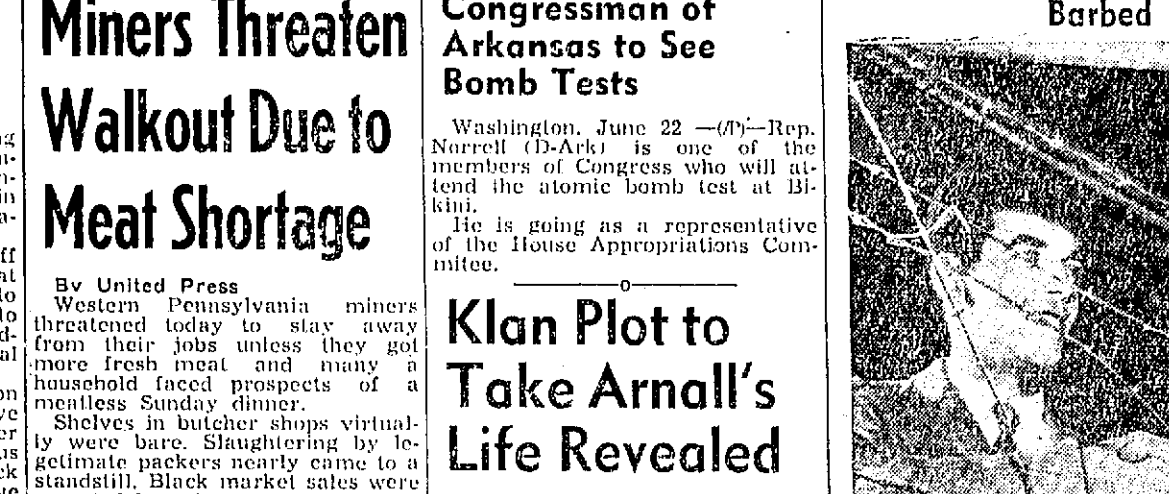 Miners Threaten
Walkout Due to
Meat Shortage
By United Press
Western Pennsylvania miners
threatened today to stay away
from their jobs unless they got
more fresh meat and many a
household faced prospects of a
meatless Sunday dinner.
Shelves in butcher shops virtual-
ly were bare. Slaughtering by le-
getimate packers nearly came to a
standstill. Black market sales were
Congressman of
Arkansas to See
Bomb Tests
Washington, June 22 —(AP)—Rep.
Norrell (D-Ark) is one of the
members of Congress who will at-
tend the atomic bomb test at Bi-
kini.
He is going as a representative
of the House Appropriations Com-
mitee.
Klan Plot to
Take Arnall's
Life Revealed
Barbed